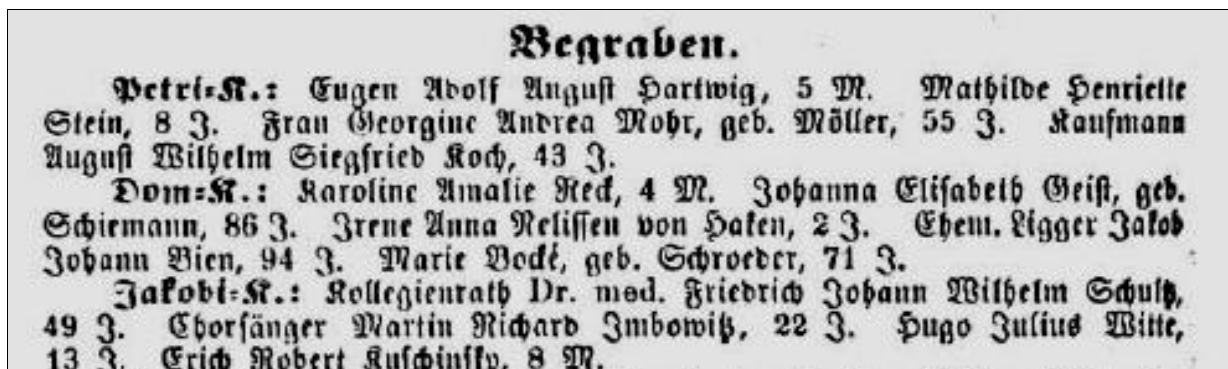 Begraben.
Petri-K.: Eugen Adolf August Hartwig, 5 M. Mathilde Henriette
Stein, 8 J. Frau Georgine Andrea Mohr, geb. Möller, 55 J. Kaufmann
August Wilhelm Siegfried Koch, 43 J.
Dom-K.: Karoline Amalie Reck, 4 M. Johanna Elisabeth Geist, geb.
Schiemann, 86 J. Irene Anna Nelissen von Haken, 2 J. Ehem. Ligger Jakob
Johann Bien, 94 J. Marie Bocké, geb. Schroeder, 71 J.
Jakobi-K.: Kollegienrath Dr. med. Friedrich Johann Wilhelm Schultz,
49 J. Chorsänger Martin Richard Imbowitz, 22 J. Hugo Julius Witte,
13 J. Erich Robert Kuschinsky, 8 M.